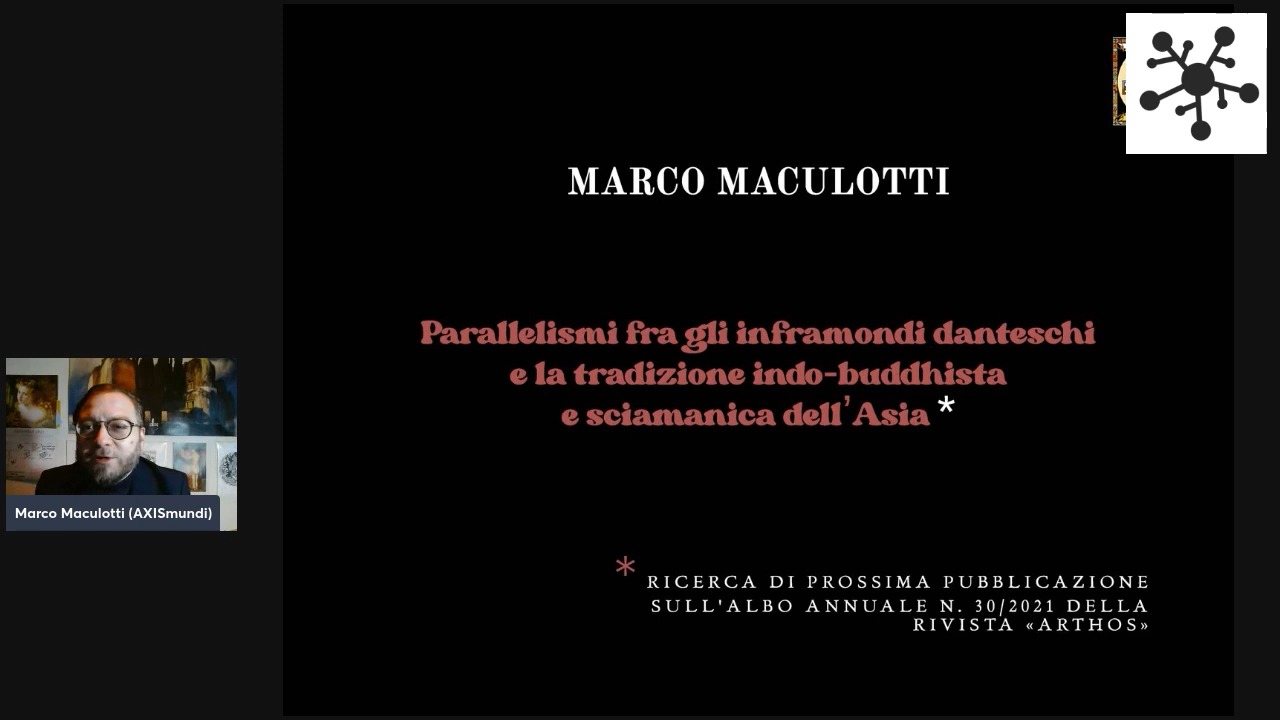 MARCO MACULOTTI
Parallelismi fra gli inframondi danteschi
e la tradizione indo-buddhista
e sciamanica dell'Asia *
* RICERCA DI PROSSIMA PUBBLICAZIONE
SULL'ALBO ANNUALE N. 30/2021 DELLA
RIVISTA «ARTHOS»
Marco Maculotti (AXISmundi)